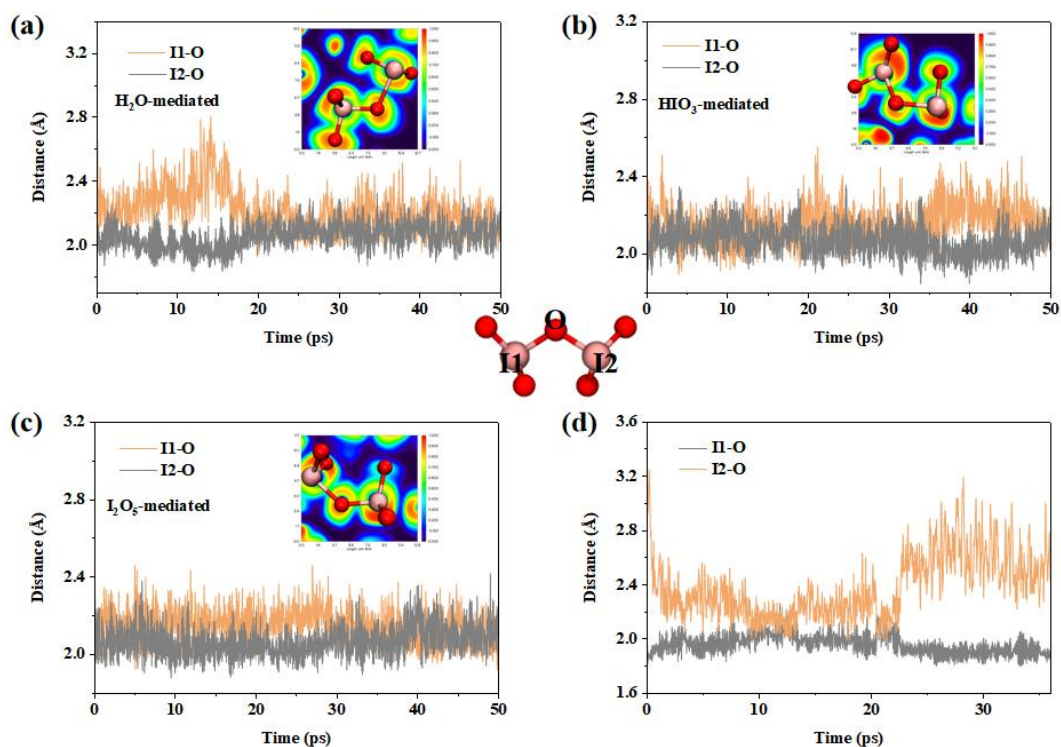 (a)
I1-O
I2-O
H₂O-mediated
3.2
2.8
2.4
2.0
Distance (Å)
0 10 20 30 40 50
Time (ps)
(b)
I1-O
I2-O
HIO₃-mediated
3.2
2.8
2.4
2.0
Distance (Å)
0 10 20 30 40 50
Time (ps)
O
I1 I2
(c)
I1-O
I2-O
I₂O₅-mediated
3.2
2.8
2.4
2.0
Distance (Å)
0 10 20 30 40 50
Time (ps)
(d)
I1-O
I2-O
3.6
3.2
2.8
2.4
2.0
1.6
Distance (Å)
0 10 20 30
Time (ps)